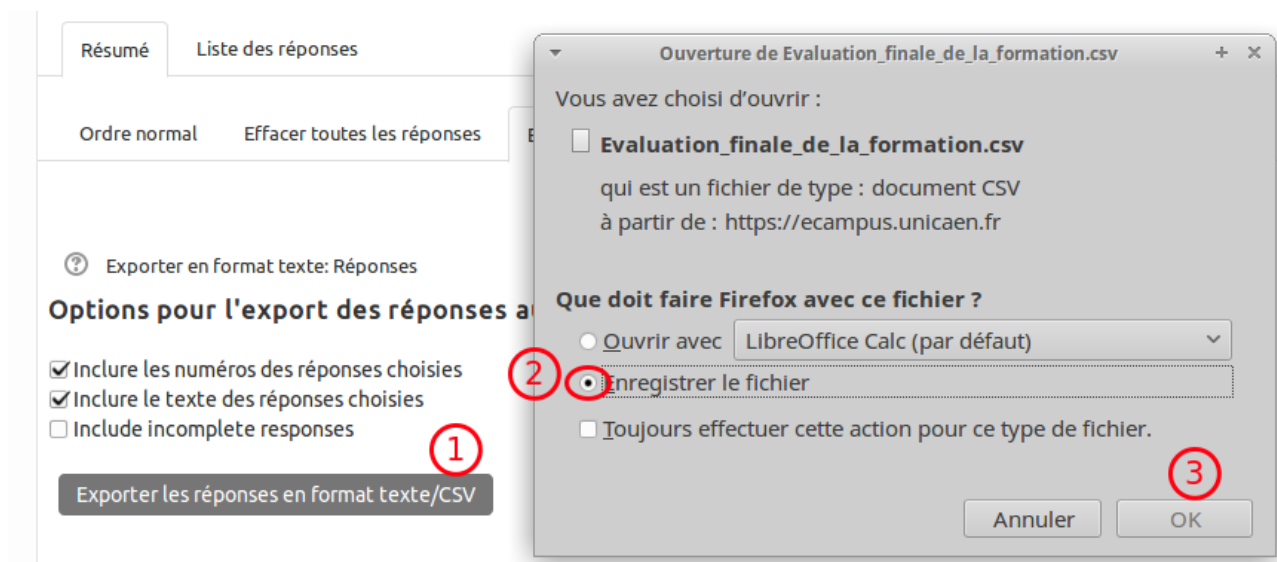 Résumé
Liste des réponses
Ordre normal
Effacer toutes les réponses
Exporter en format texte: Réponses
Options pour l'export des réponses a
Inclure les numéros des réponses choisies
Inclure le texte des réponses choisies
Include incomplete responses
1
Exporter les réponses en format texte/CSV
Ouverture de Evaluation_finale_de_la_formation.csv
Vous avez choisi d'ouvrir :
Evaluation_finale_de_la_formation.csv
qui est un fichier de type : document CSV
à partir de : https://ecampus.unicaen.fr
Que doit faire Firefox avec ce fichier ?
Ouvrir avec
LibreOffice Calc (par défaut)
2
Enregistrer le fichier
Toujours effectuer cette action pour ce type de fichier.
3
Annuler
OK